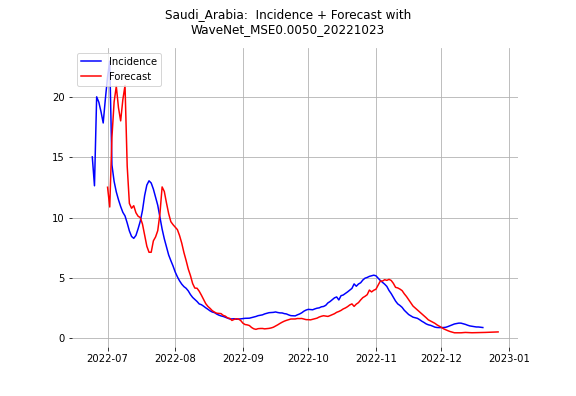 Saudi_Arabia:  Incidence + Forecast with
WaveNet_MSE0.0050_20221023
Incidence
Forecast
20
15
10
5
0
2022-07 2022-08 2022-09 2022-10 2022-11 2022-12 2023-01